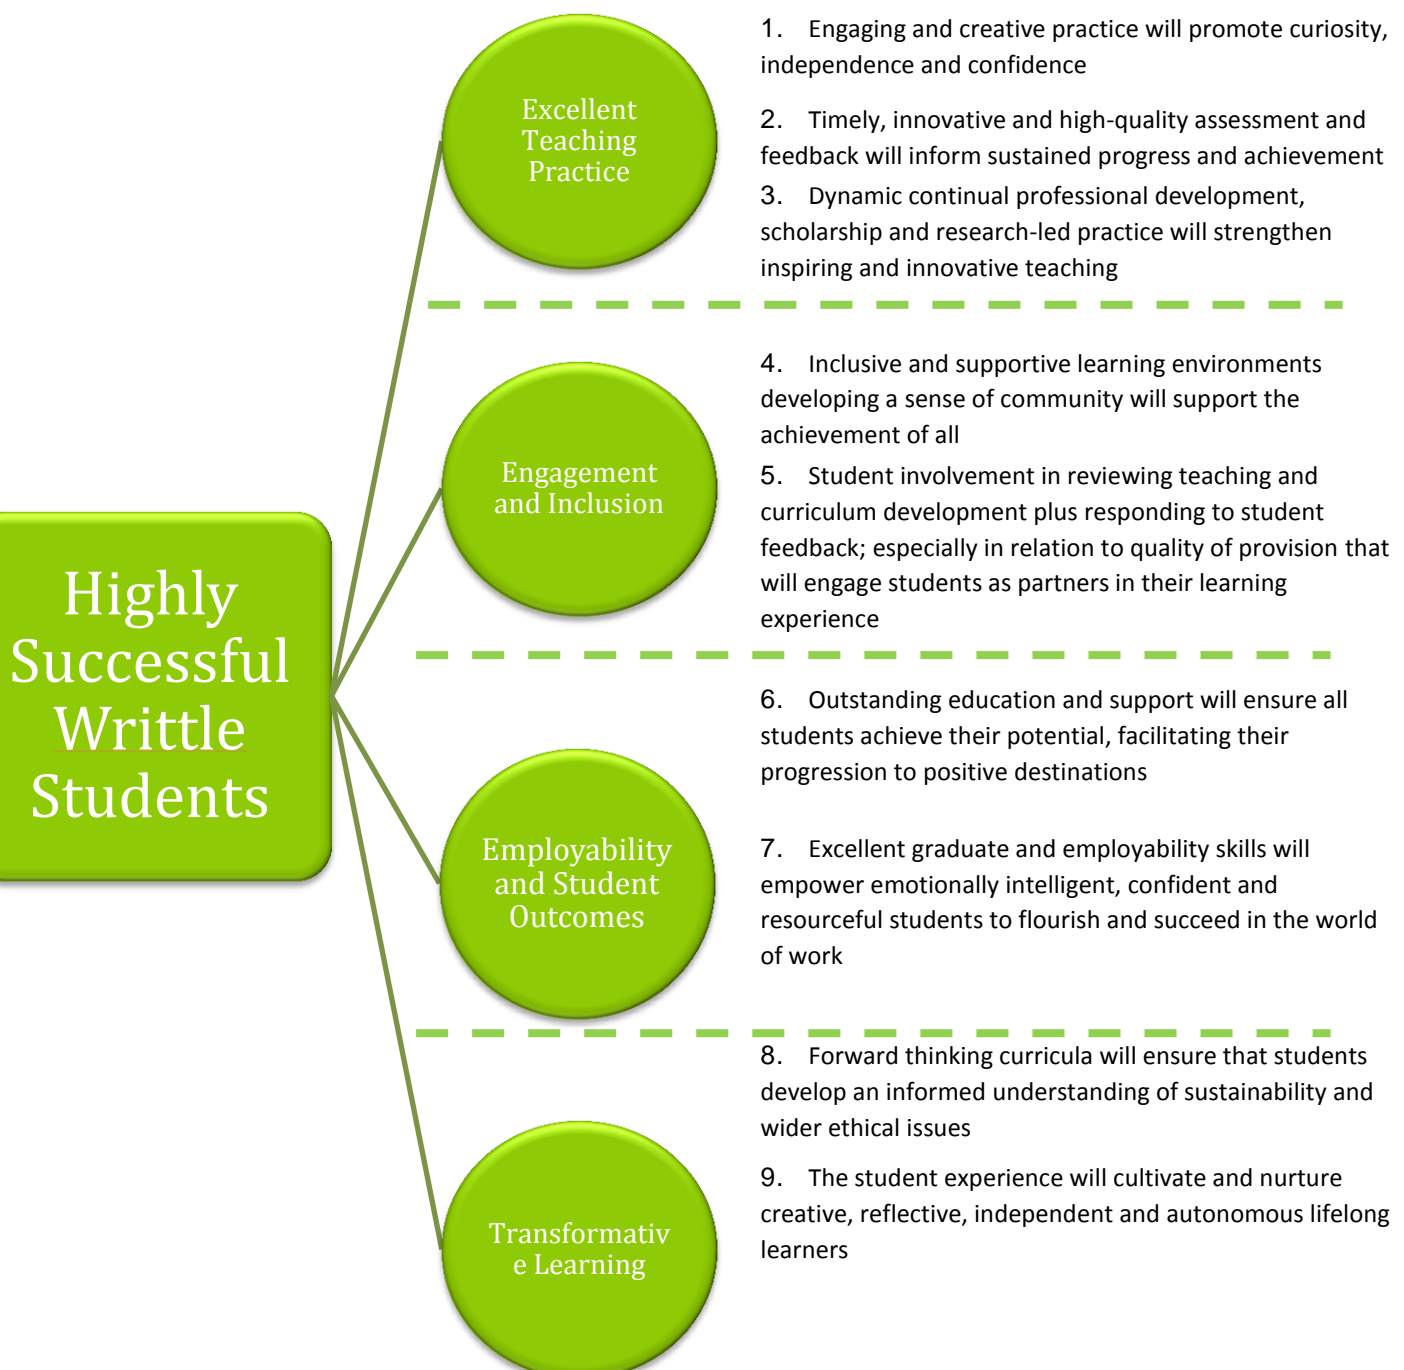 Highly
Successful
Writtle
Students
Excellent
Teaching
Practice
1. Engaging and creative practice will promote curiosity,
independence and confidence
2. Timely, innovative and high-quality assessment and
feedback will inform sustained progress and achievement
3. Dynamic continual professional development,
scholarship and research-led practice will strengthen
inspiring and innovative teaching
Engagement
and Inclusion
4. Inclusive and supportive learning environments
developing a sense of community will support the
achievement of all
5. Student involvement in reviewing teaching and
curriculum development plus responding to student
feedback; especially in relation to quality of provision that
will engage students as partners in their learning
experience
Employability
and Student
Outcomes
6. Outstanding education and support will ensure all
students achieve their potential, facilitating their
progression to positive destinations
7. Excellent graduate and employability skills will
empower emotionally intelligent, confident and
resourceful students to flourish and succeed in the world
of work
Transformativ
e Learning
8. Forward thinking curricula will ensure that students
develop an informed understanding of sustainability and
wider ethical issues
9. The student experience will cultivate and nurture
creative, reflective, independent and autonomous lifelong
learners